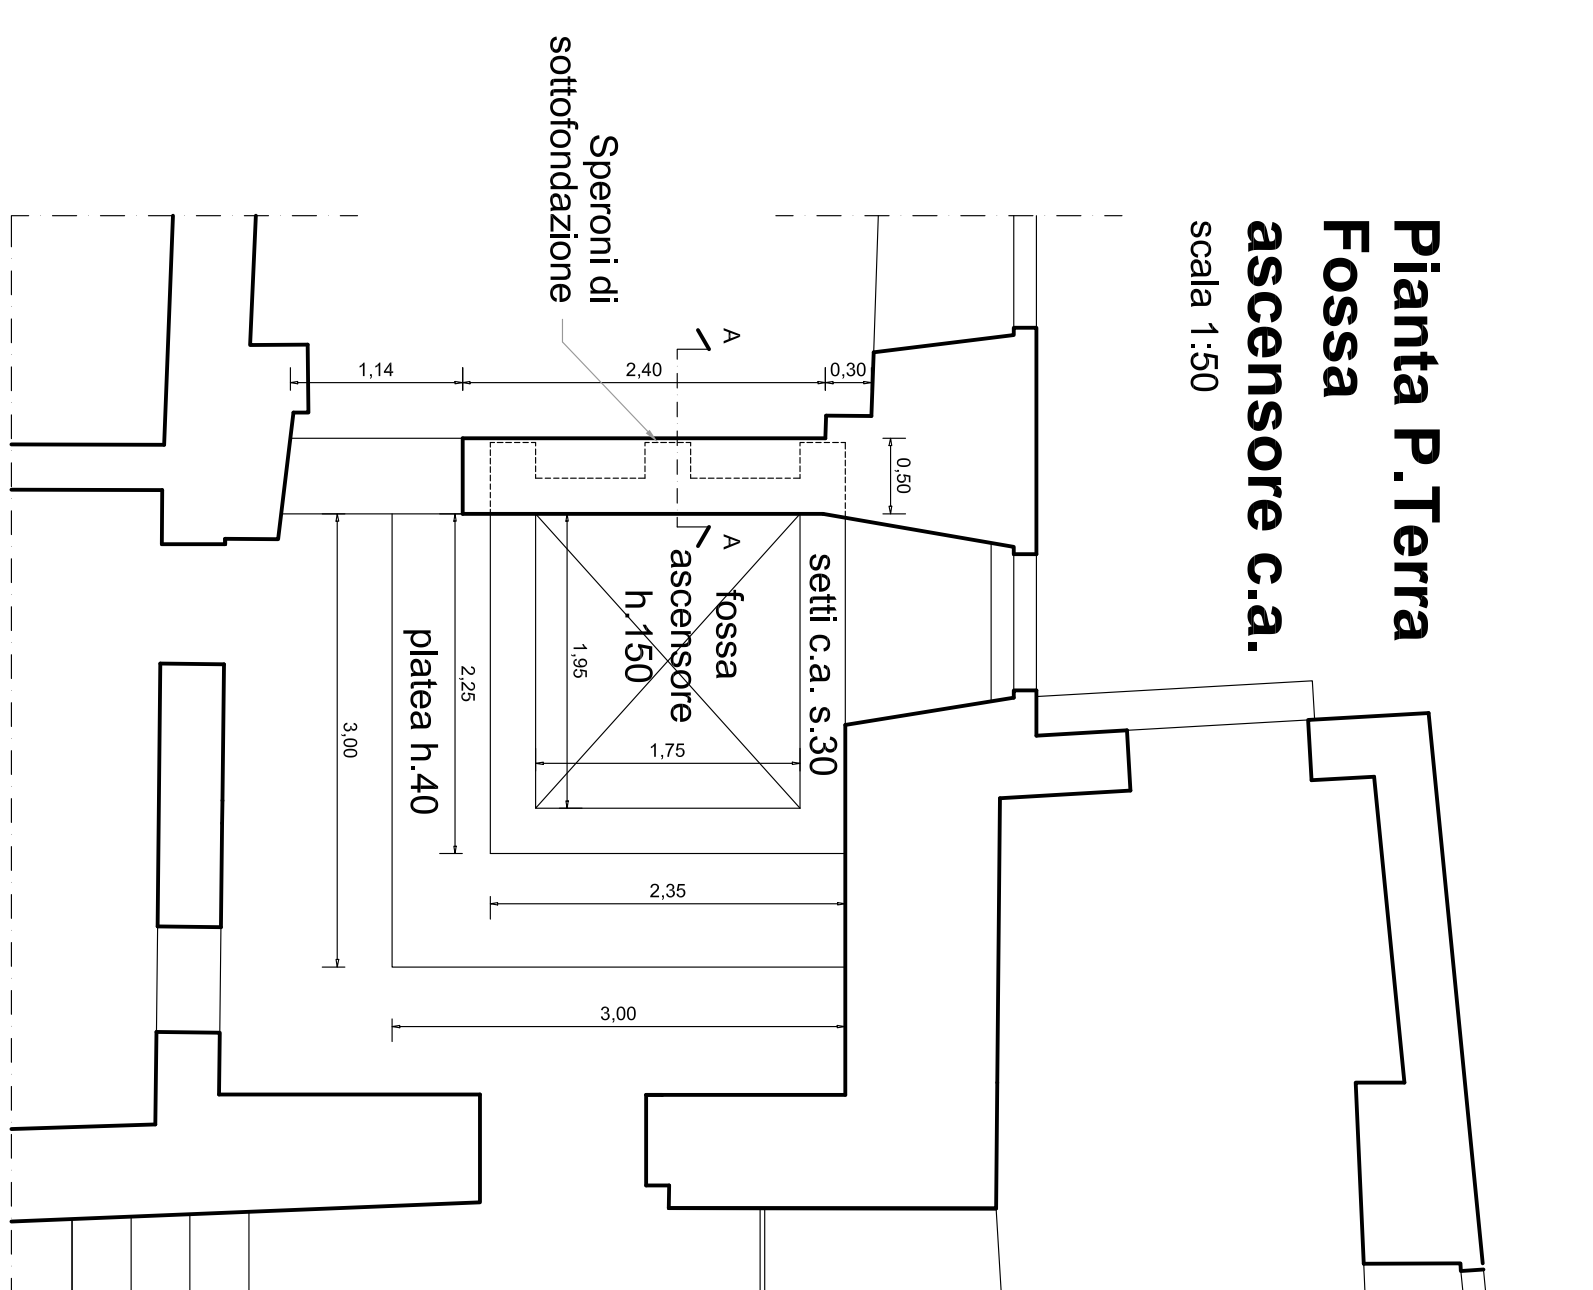 Pianta P.Terra
Fossa
ascensore c.a.
scala 1:50
Speroni di
sottofondazione
A
A
1,14
2,40
0,30
0,50
setti c.a. s.30
fossa
ascensore
h.150
1,95
1,75
2,25
platea h.40
3,00
2,35
3,00